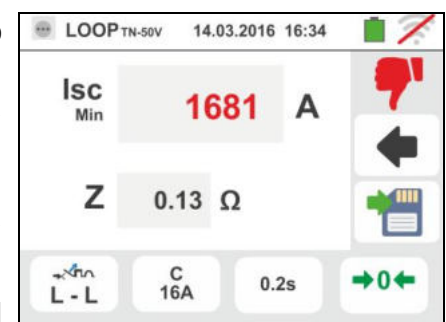 LOOP TN-50V 14.03.2016 16:34
Isc 1681 A
Min
Z 0.13 Ω
L - L
C
16A
0.2s
→0←